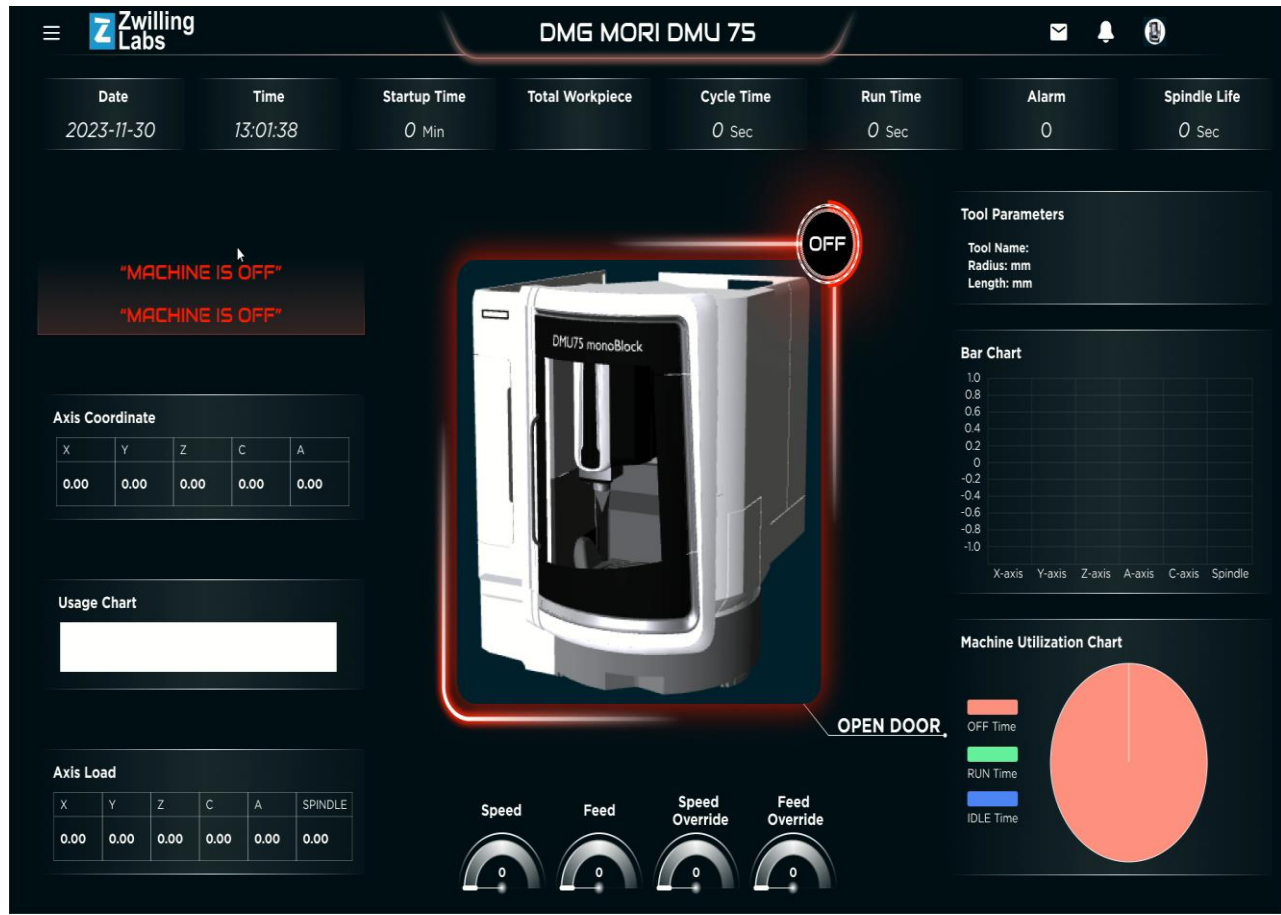 Zwilling
Labs
DMG MORI DMU 75
Date
2023-11-30
Time
13:01:38
Startup Time
0 Min
Total Workpiece
Cycle Time
0 Sec
Run Time
0 Sec
Alarm
0
Spindle Life
0 Sec
"MACHINE IS OFF"
"MACHINE IS OFF"
Axis Coordinate
X Y Z C A
0.00 0.00 0.00 0.00 0.00
Usage Chart
Axis Load
X Y Z C A SPINDLE
0.00 0.00 0.00 0.00 0.00 0.00
OFF
DMU75 monoBlock
OPEN DOOR
Speed
0
Feed
0
Speed
Override
0
Feed
Override
0
Tool Parameters
Tool Name:
Radius: mm
Length: mm
Bar Chart
1.0
0.8
0.6
0.4
0.2
0
-0.2
-0.4
-0.6
-0.8
-1.0
X-axis Y-axis Z-axis A-axis C-axis Spindle
Machine Utilization Chart
OFF Time
RUN Time
IDLE Time